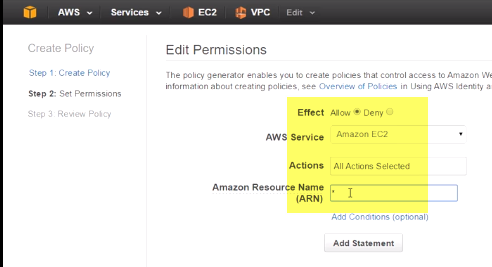 AWS Services EC2 VPC Edit
Create Policy
Edit Permissions
Step 1: Create Policy
Step 2: Set Permissions
Step 3: Review Policy
The policy generator enables you to create policies that control access to Amazon We
information about creating policies, see Overview of Policies in Using AWS Identity a
Effect Allow Deny
AWS Service Amazon EC2
Actions All Actions Selected
Amazon Resource Name
(ARN) *
Add Conditions (optional)
Add Statement